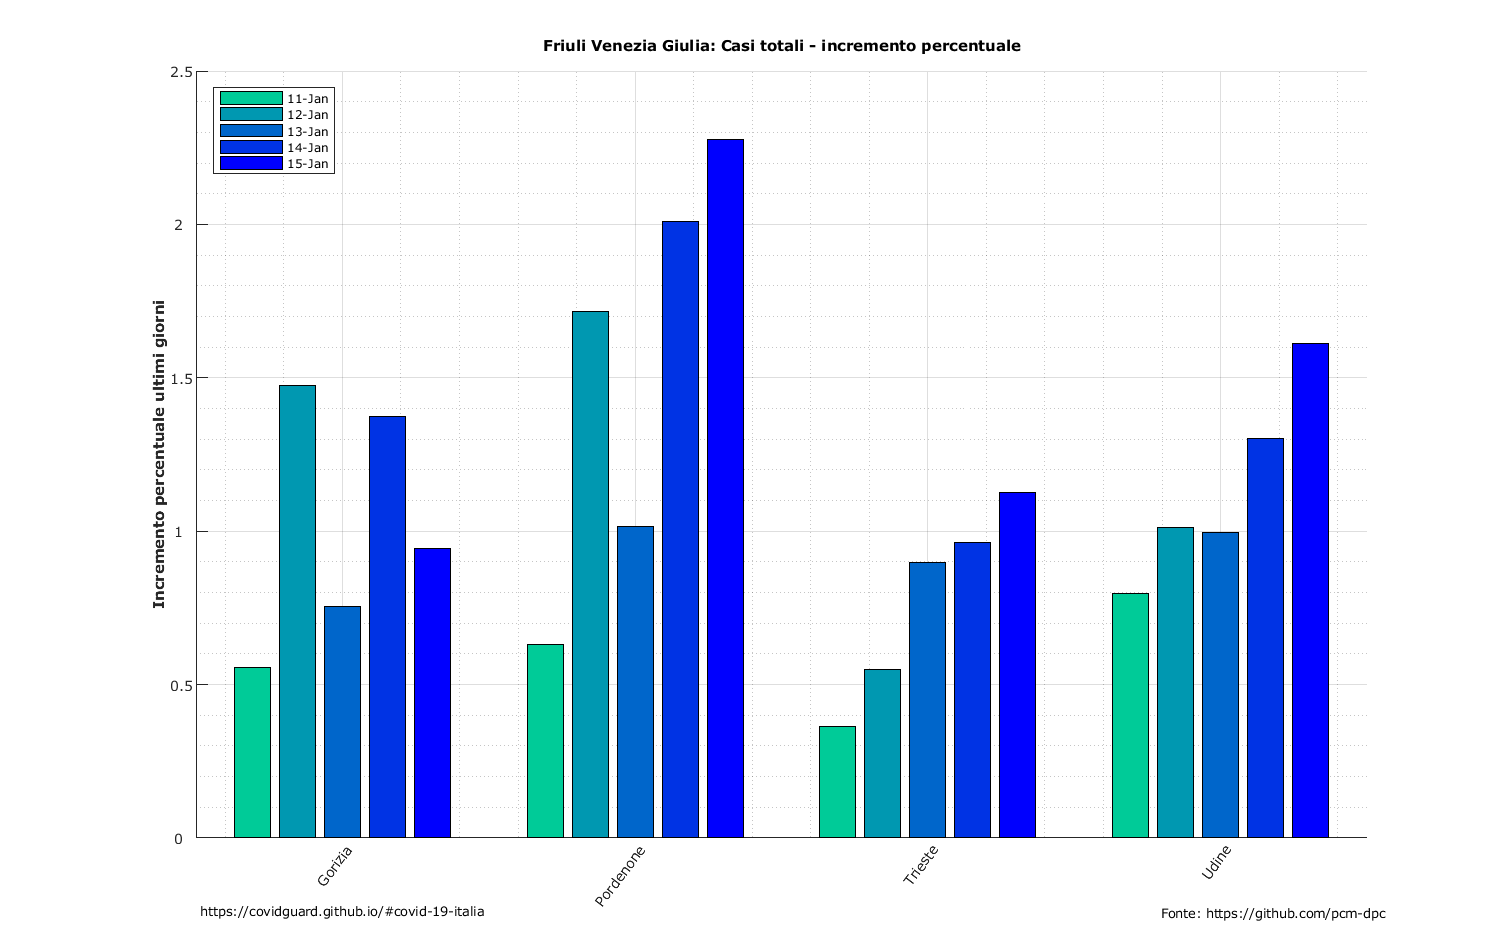 Friuli Venezia Giulia: Casi totali - incremento percentuale
2.5
2
1.5
1
0.5
0
Incremento percentuale ultimi giorni
11-Jan
12-Jan
13-Jan
14-Jan
15-Jan
Gorizia
Pordenone
Trieste
Udine
https://covidguard.github.io/#covid-19-italia
Fonte: https://github.com/pcm-dpc